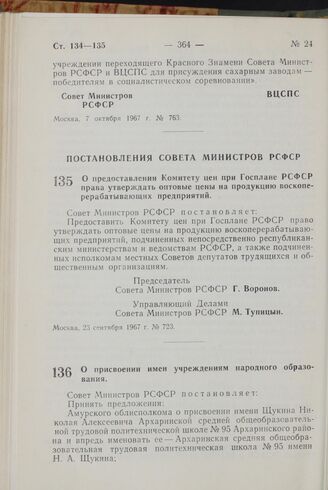 Ст. 134—135 — 364 — № 24
учреждении переходящего Красного Знамени Совета Минист-
ров РСФСР и ВЦСПС для присуждения сахарным заводам —
победителям в социалистическом соревновании».
Совет Министров ВЦСПС
РСФСР
Москва, 7 октября 1967 г. № 763.
ПОСТАНОВЛЕНИЯ СОВЕТА МИНИСТРОВ РСФСР
135 О предоставлении Комитету цен при Госплане РСФСР
права утверждать оптовые цены на продукцию воскопе-
рерабатывающих предприятий.
Совет Министров РСФСР постановляет:
Предоставить Комитету цен при Госплане РСФСР право
утверждать оптовые цены на продукцию воскоперерабатываю-
щих предприятий, подчиненных непосредственно республикан-
ским министерствам и ведомствам РСФСР, а также подчинен-
ных исполкомам местных Советов депутатов трудящихся и об-
щественным организациям.
Председатель
Совета Министров РСФСР Г. Воронов.
Управляющий Делами
Совета Министров РСФСР М. Тупицын.
Москва, 23 сентября 1967 г. № 723.
136 О присвоении имен учреждениям народного образо-
вания.
Совет Министров РСФСР постановляет:
Принять предложения:
Амурского облисполкома о присвоении имени Щукина Ни-
колая Алексеевича Архаринской средней общеобразователь-
ной трудовой политехнической школе № 95 Архаринского райо-
на и впредь именовать ее — Архаринская средняя общеобра-
зовательная трудовая политехническая школа № 95 имени
Н. А. Щукина;